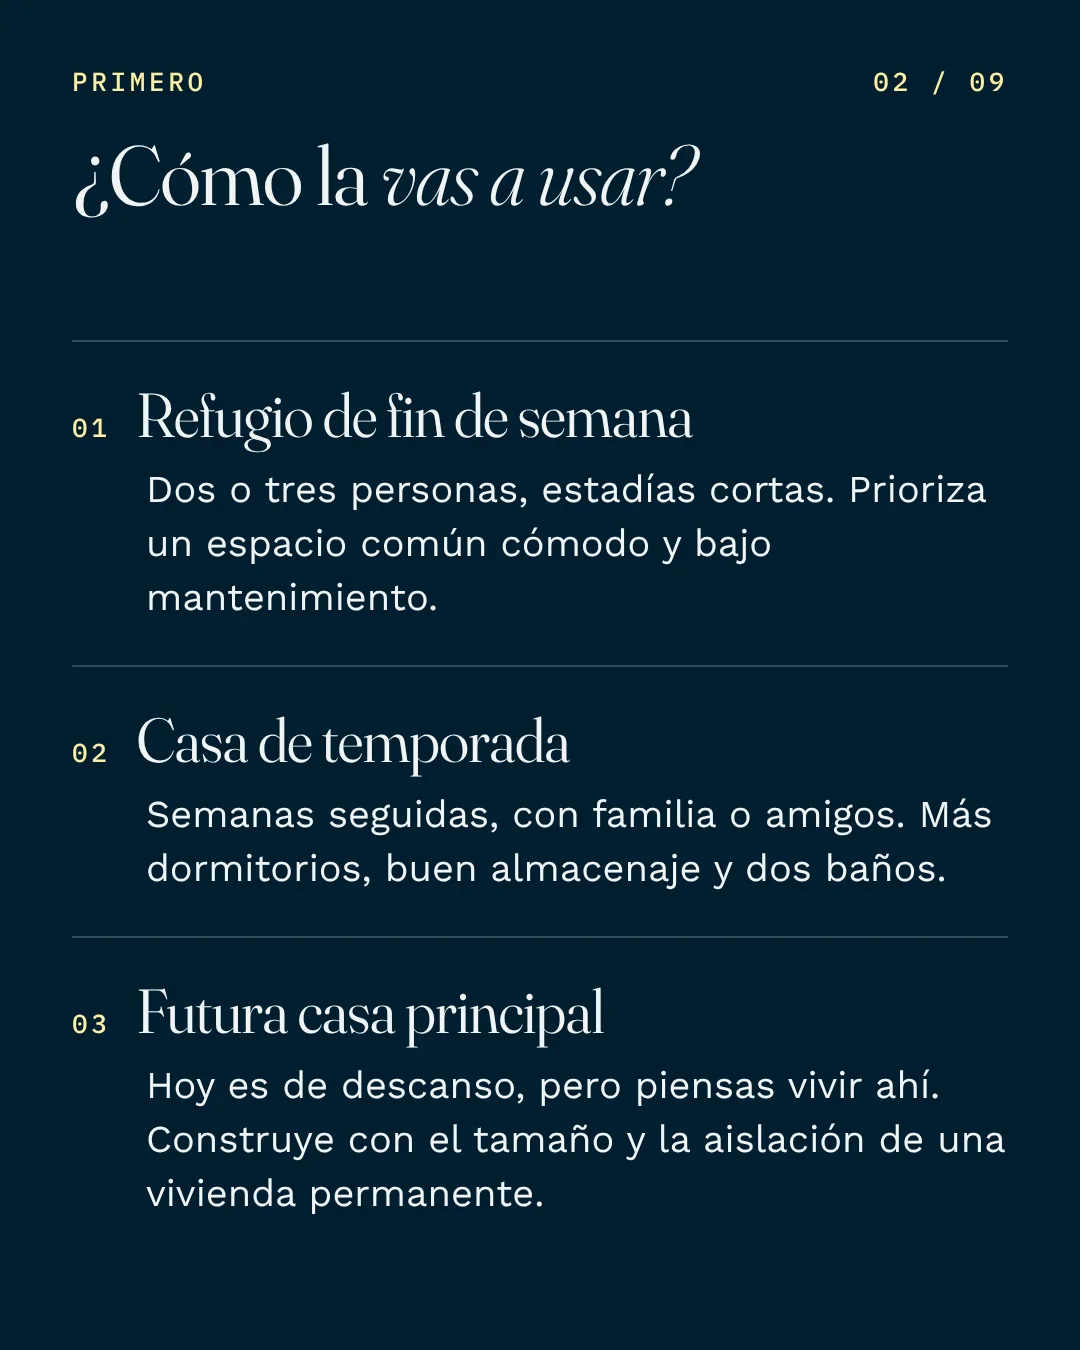 PRIMERO
02 / 09
¿Cómo la vas a usar?
01 Refugio de fin de semana
Dos o tres personas, estadías cortas. Prioriza
un espacio común cómodo y bajo
mantenimiento.
02 Casa de temporada
Semanas seguidas, con familia o amigos. Más
dormitorios, buen almacenaje y dos baños.
03 Futura casa principal
Hoy es de descanso, pero piensas vivir ahí.
Construye con el tamaño y la aislación de una
vivienda permanente.